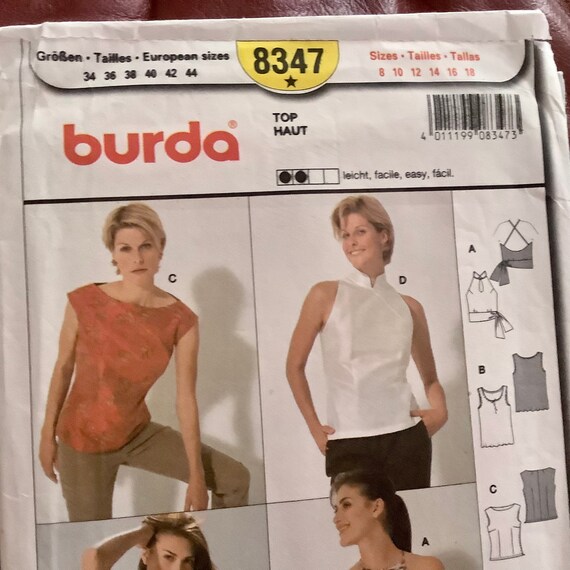 Größen • Tailles • European sizes
34 36 38 40 42 44
8347
Sizes • Tailles • Tallas
8 10 12 14 16 18
burda®
TOP
HAUT
4 011199 083473
leicht, facile, easy, fácil.
C
D
A
B
C
A